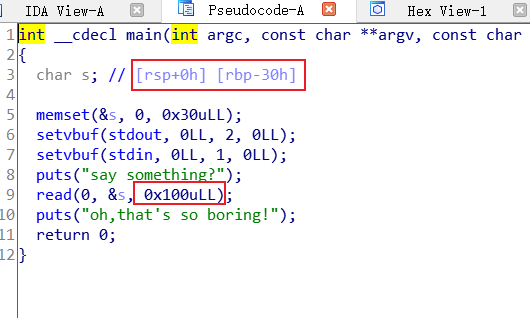 IDA View-A Pseudocode-A Hex View-1
1 int __cdecl main(int argc, const char **argv, const char
2 {
3 char s; // [rsp+0h] [rbp-30h]
4
5 memset(&s, 0, 0x30uLL);
6 setvbuf(stdout, 0LL, 2, 0LL);
7 setvbuf(stdin, 0LL, 1, 0LL);
8 puts("say something?");
9 read(0, &s, 0x100uLL);
10 puts("oh,that's so boring!");
11 return 0;
12 }